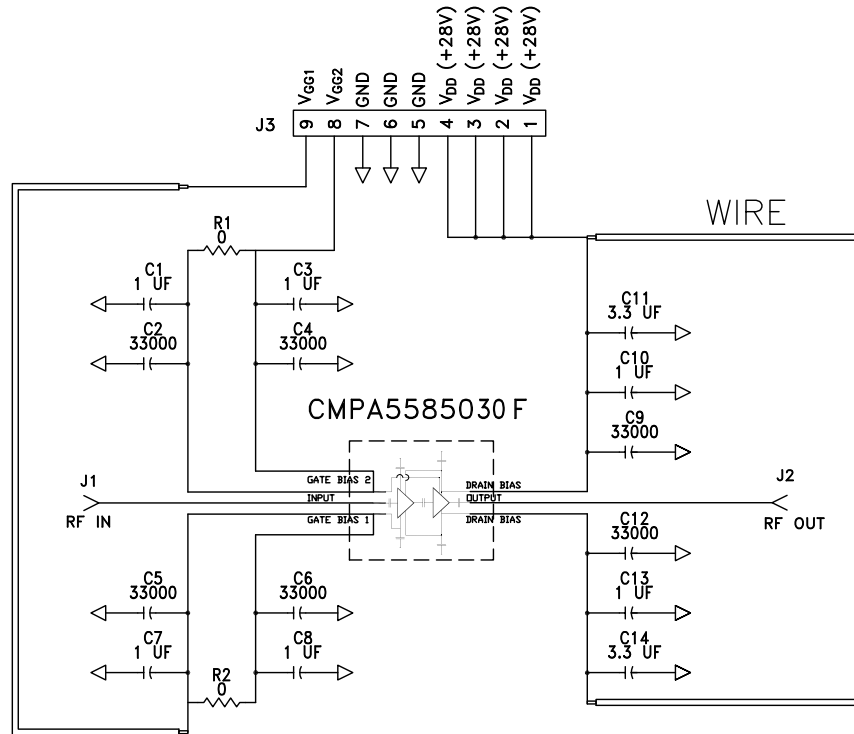 VGG1
VGG2
GND
GND
GND
VDD (+28V)
VDD (+28V)
VDD (+28V)
VDD (+28V)
J3
9
8
7
6
5
4
3
2
1
WIRE
R1
0
C1
1 UF
C3
1 UF
C2
33000
C4
33000
C11
3.3 UF
C10
1 UF
C9
33000
CMPA5585030F
J1
RF IN
GATE BIAS 2
INPUT
GATE BIAS 1
DRAIN BIAS
OUTPUT
DRAIN BIAS
J2
RF OUT
C12
33000
C5
33000
C6
33000
C13
1 UF
C7
1 UF
C8
1 UF
C14
3.3 UF
R2
0